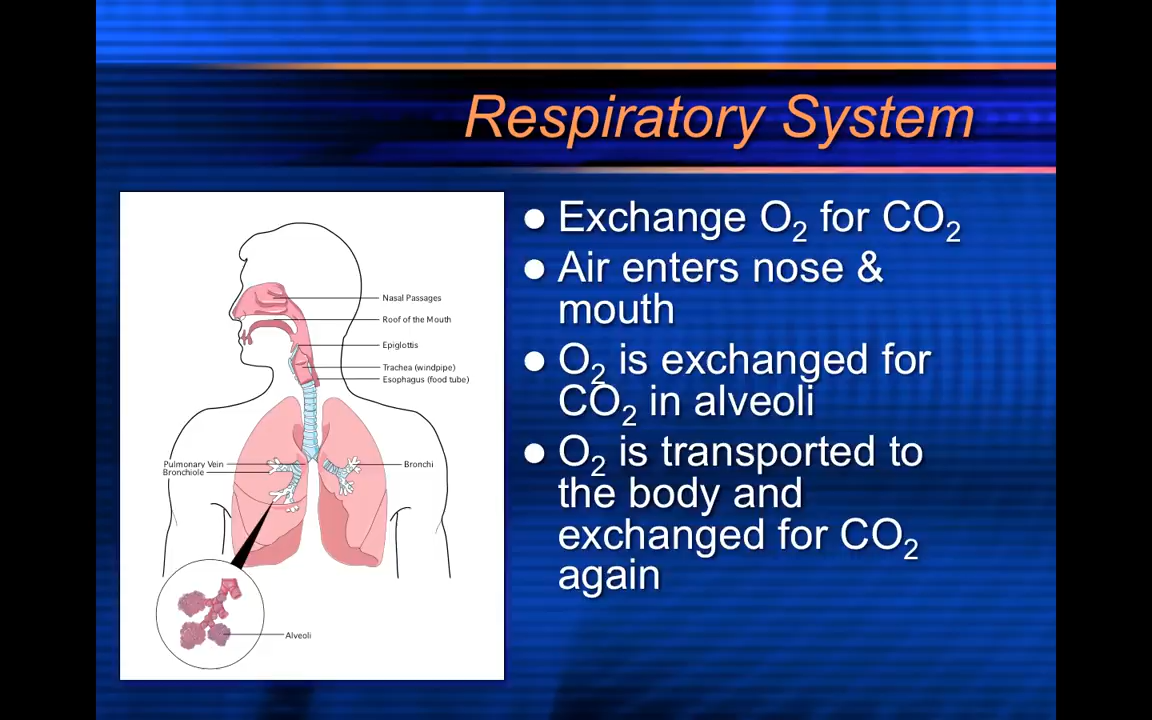 Respiratory System
Nasal Passages
Roof of the Mouth
Epiglottis
Trachea (windpipe)
Esophagus (food tube)
Pulmonary Vein
Bronchiole
Bronchi
Alveoli
● Exchange O₂ for CO₂
● Air enters nose &
mouth
● O₂ is exchanged for
CO₂ in alveoli
● O₂ is transported to
the body and
exchanged for CO₂
again